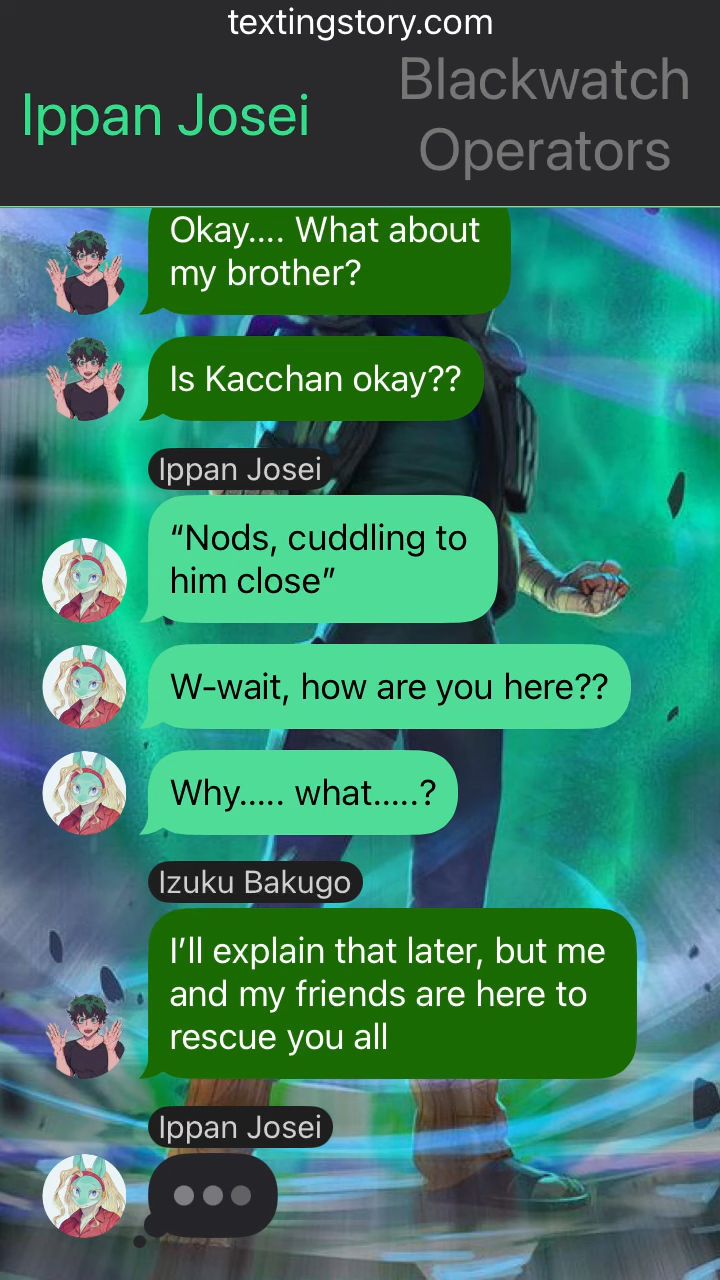 textingstory.com
Ippan Josei
Blackwatch
Operators
Okay.... What about
my brother?
Is Kacchan okay??
Ippan Josei
“Nods, cuddling to
him close”
W-wait, how are you here??
Why..... what.....?
Izuku Bakugo
I’ll explain that later, but me
and my friends are here to
rescue you all
Ippan Josei